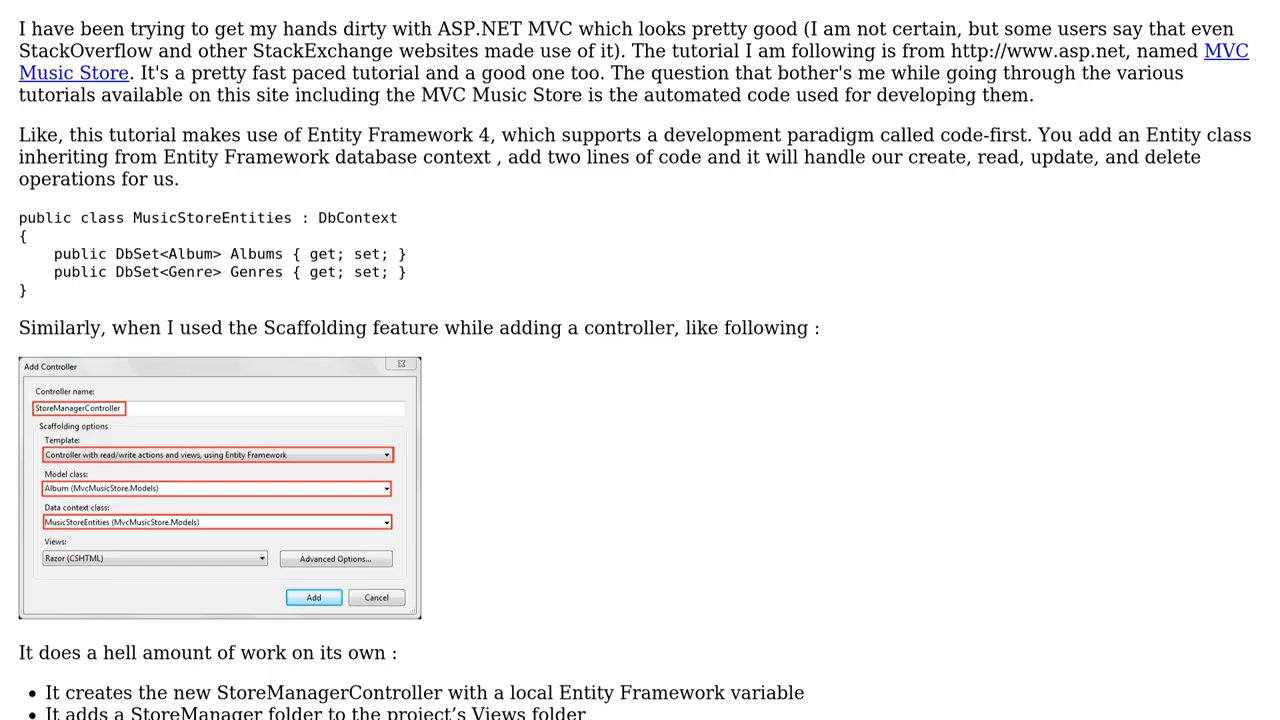 I have been trying to get my hands dirty with ASP.NET MVC which looks pretty good (I am not certain, but some users say that even
StackOverflow and other StackExchange websites made use of it). The tutorial I am following is from http://www.asp.net, named MVC
Music Store. It's a pretty fast paced tutorial and a good one too. The question that bother's me while going through the various
tutorials available on this site including the MVC Music Store is the automated code used for developing them.
Like, this tutorial makes use of Entity Framework 4, which supports a development paradigm called code-first. You add an Entity class
inheriting from Entity Framework database context , add two lines of code and it will handle our create, read, update, and delete
operations for us.
public class MusicStoreEntities : DbContext
{
    public DbSet<Album> Albums { get; set; }
    public DbSet<Genre> Genres { get; set; }
}
Similarly, when I used the Scaffolding feature while adding a controller, like following :
Add Controller
Controller name:
StoreManagerController
Scaffolding options
Template:
Controller with read/write actions and views, using Entity Framework
Model class:
Album (MvcMusicStore.Models)
Data context class:
MusicStoreEntities (MvcMusicStore.Models)
Views:
Razor (CSHTML) Advanced Options...
Add Cancel
It does a hell amount of work on its own :
• It creates the new StoreManagerController with a local Entity Framework variable
• It adds a StoreManager folder to the project’s Views folder